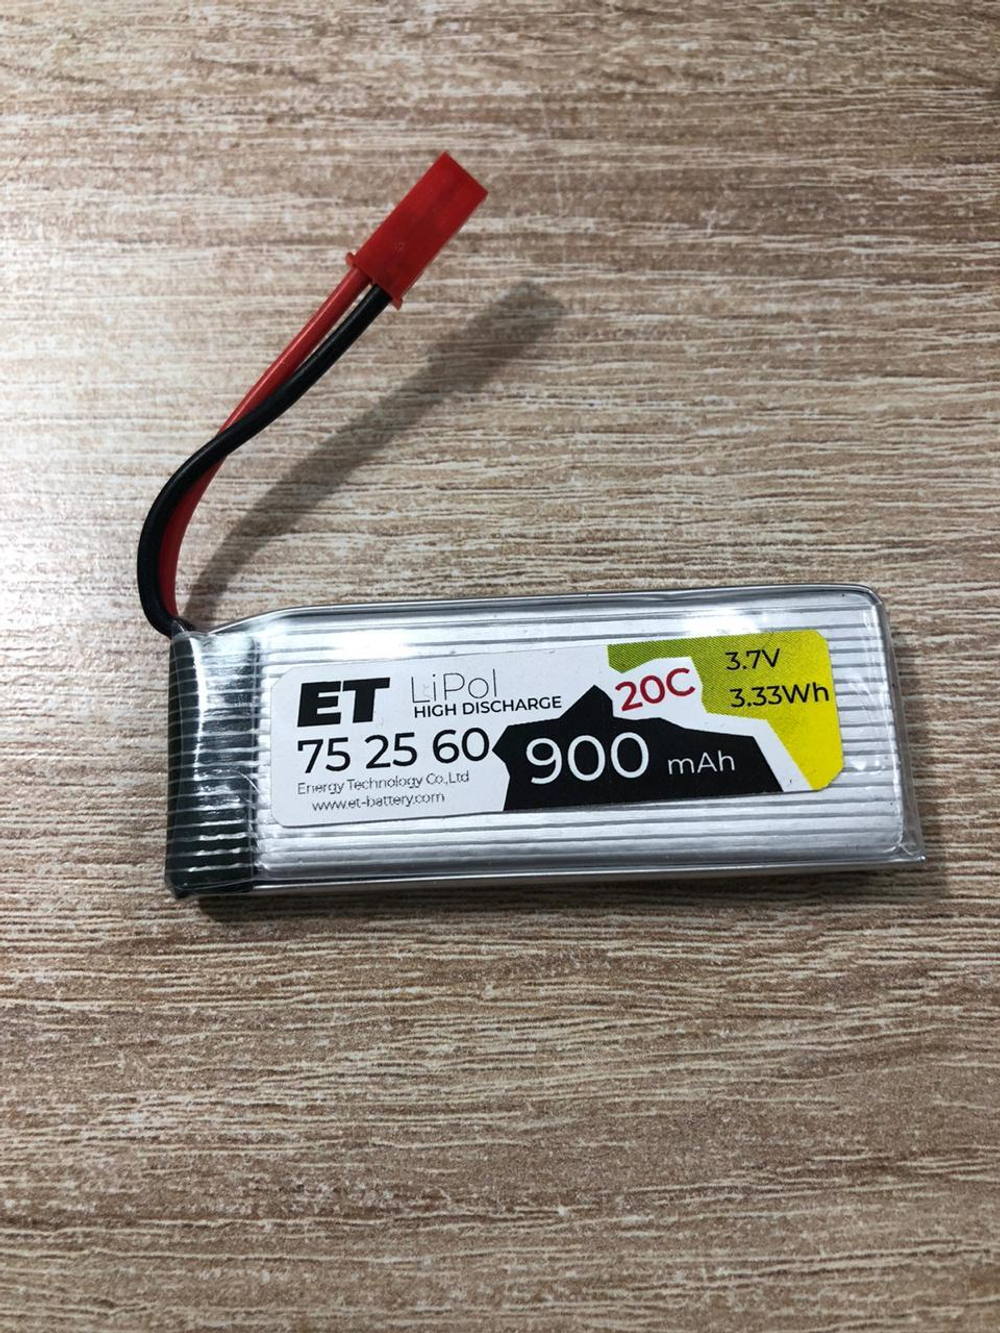 ET LiPol
HIGH DISCHARGE
20C
3.7V
3.33Wh
75 25 60
900 mAh
Energy Technology Co.,Ltd
www.et-battery.com